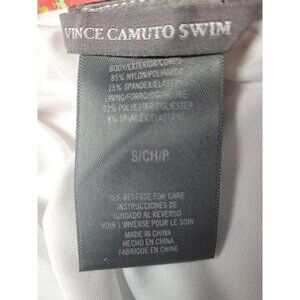 VINCE CAMUTO SWIM
BODY/EXTERIOR/CORPS
85% NYLON/POLIAMIDA
15% SPANDEX/ELASTANO
LINING/FORRO/
92% POLYESTER/POLIESTER
8% SPANDEX/
S/CH/P
SEE REVERSE FOR CARE
INSTRUCCIONES DE
CUIDADO AL REVERSO
VOIR L'INVERSE POUR LE SOIN
MADE IN CHINA
HECHO EN CHINA
FABRIQUE EN CHINE